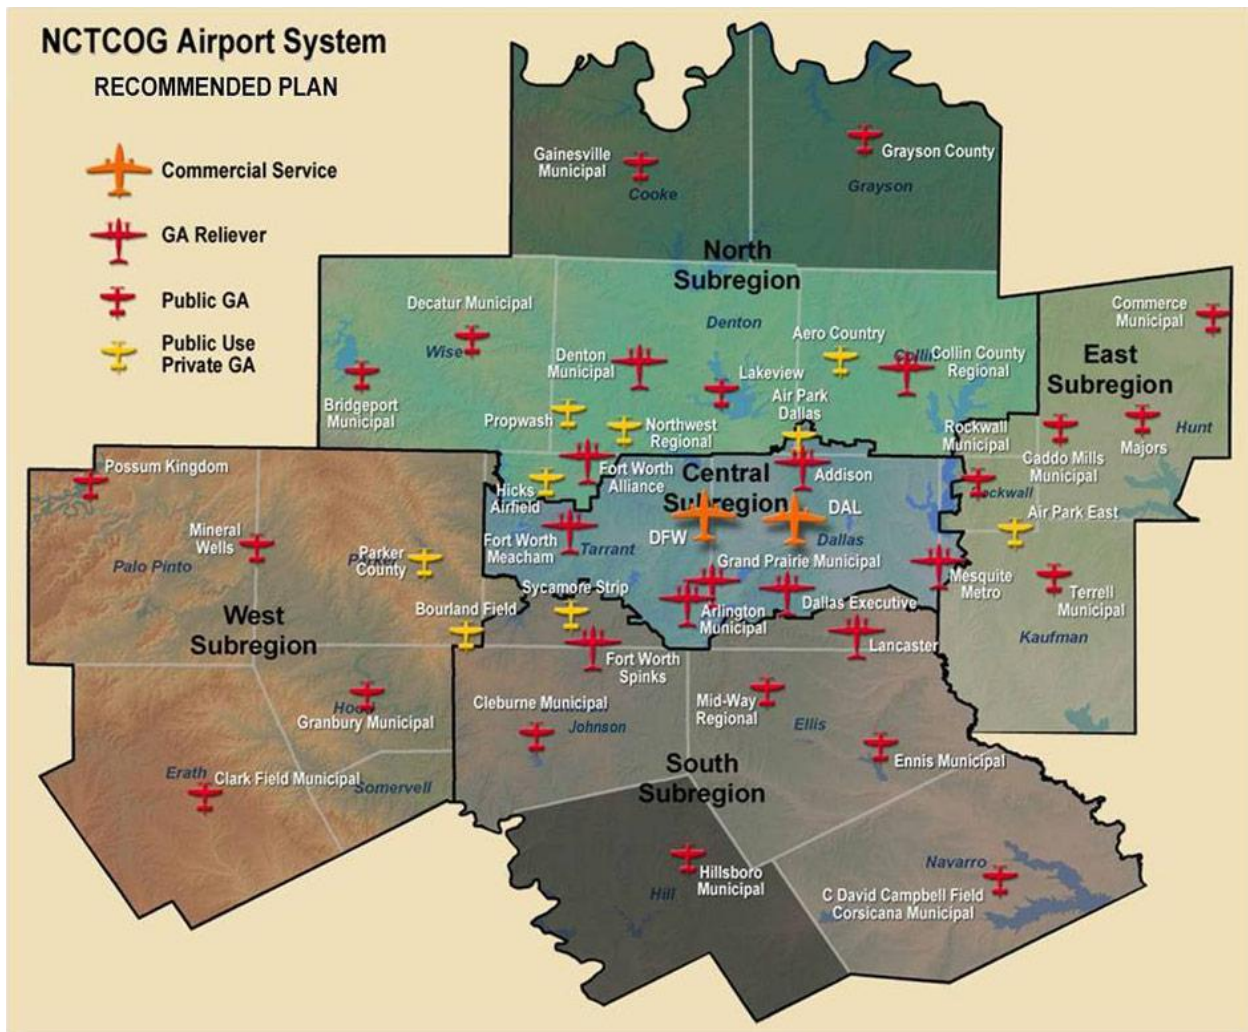 NCTCOG Airport System
RECOMMENDED PLAN
Commercial Service
GA Reliever
Public GA
Public Use
Private GA
Gainesville
Municipal
Cooke
Grayson County
Grayson
North
Subregion
Decatur Municipal
Wise
Denton
Denton
Municipal
Aero Country
Collin
Collin County
Regional
Commerce
Municipal
East
Subregion
Bridgeport
Municipal
Lakeview
Air Park
Dallas
Propwash
Northwest
Regional
Rockwall
Municipal
Caddo Mills
Municipal
Majors
Hunt
Possum Kingdom
Hicks
Airfield
Fort Worth
Alliance
Central
Subregion
Addison
Rockwall
Air Park East
Mineral
Wells
Palo Pinto
Parker
County
Fort Worth
Meacham
Tarrant
DFW
DAL
Dallas
Grand Prairie Municipal
Mesquite
Metro
Terrell
Municipal
Kaufman
West
Subregion
Bourland Field
Sycamore Strip
Arlington
Municipal
Dallas Executive
Lancaster
Fort Worth
Spinks
Granbury Municipal
Cleburne Municipal
Johnson
Mid-Way
Regional
Ellis
Ennis Municipal
Erath
Clark Field Municipal
Somervell
South
Subregion
Hill
Hillsboro
Municipal
Navarro
C David Campbell Field
Corsicana Municipal